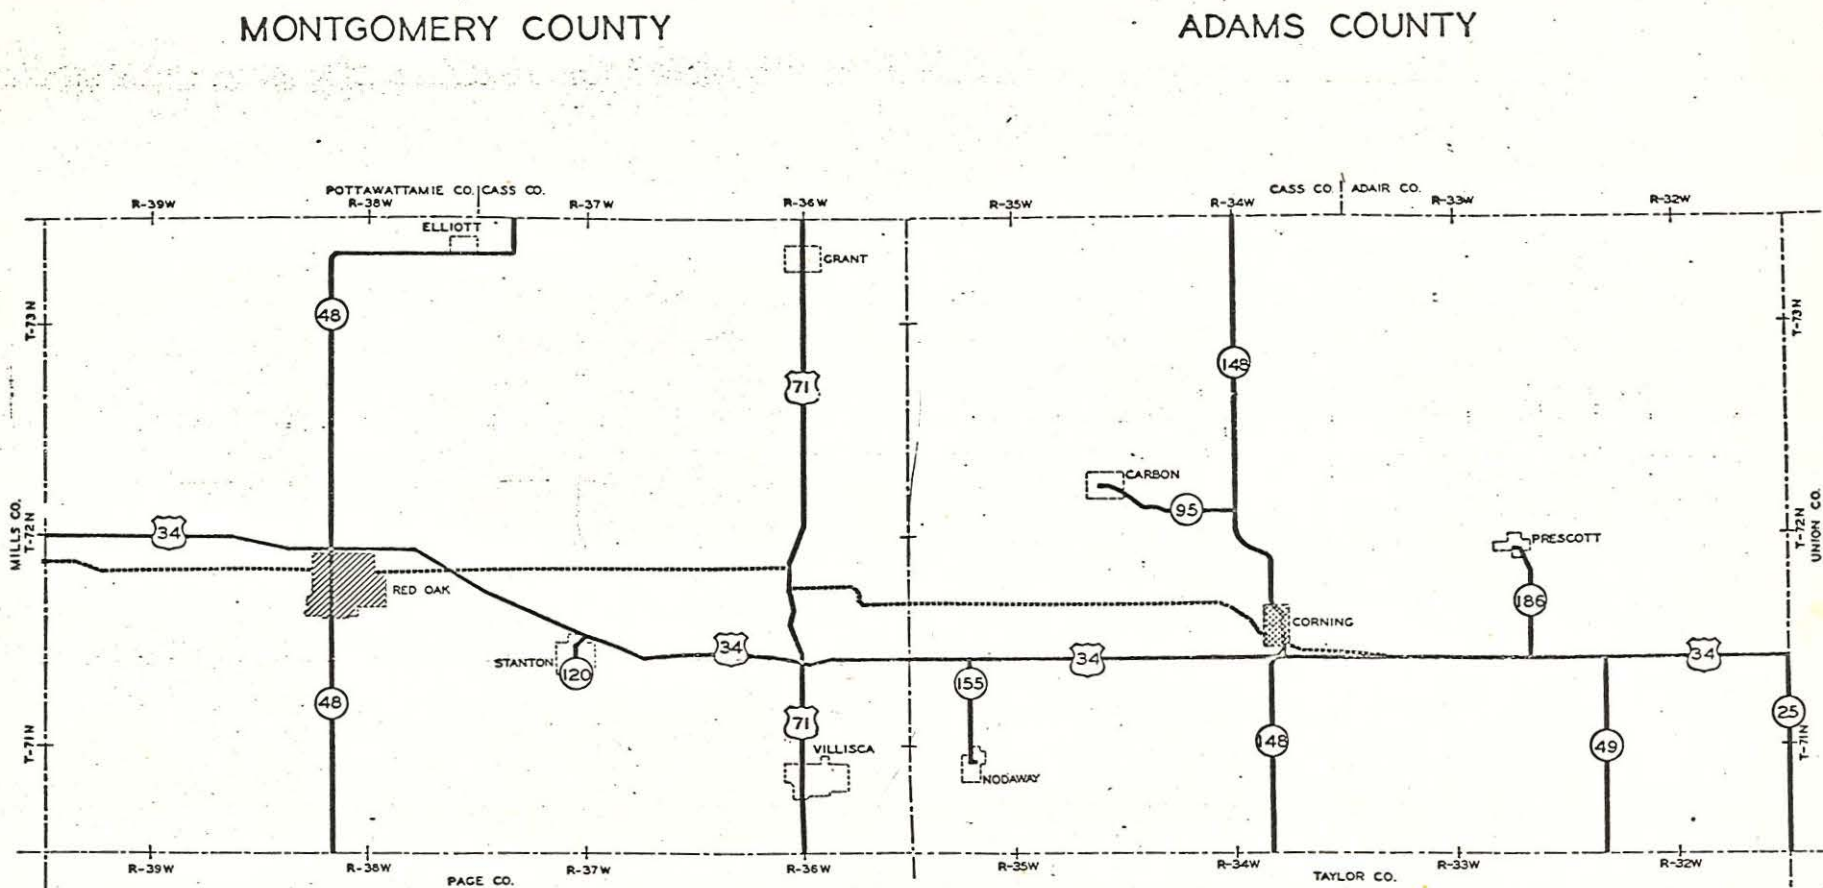 MONTGOMERY COUNTY
ADAMS COUNTY
POTTAWATTAMIE CO. CASS CO.
CASS CO. ADAIR CO.
R-39W
R-38W
R-37W
R-36W
R-35W
R-34W
R-33W
R-32W
ELLIOTT
GRANT
T-73N
T-73N
48
148
71
CARBON
95
MILLS CO.
T-72N
34
PRESCOTT
T-72N
UNION CO.
RED OAK
186
CORNING
STANTON
120
34
34
34
155
48
71
148
49
25
T-71N
T-71N
VILLISCA
NODAWAY
R-39W
R-38W
R-37W
R-36W
R-35W
R-34W
R-33W
R-32W
PAGE CO.
TAYLOR CO.